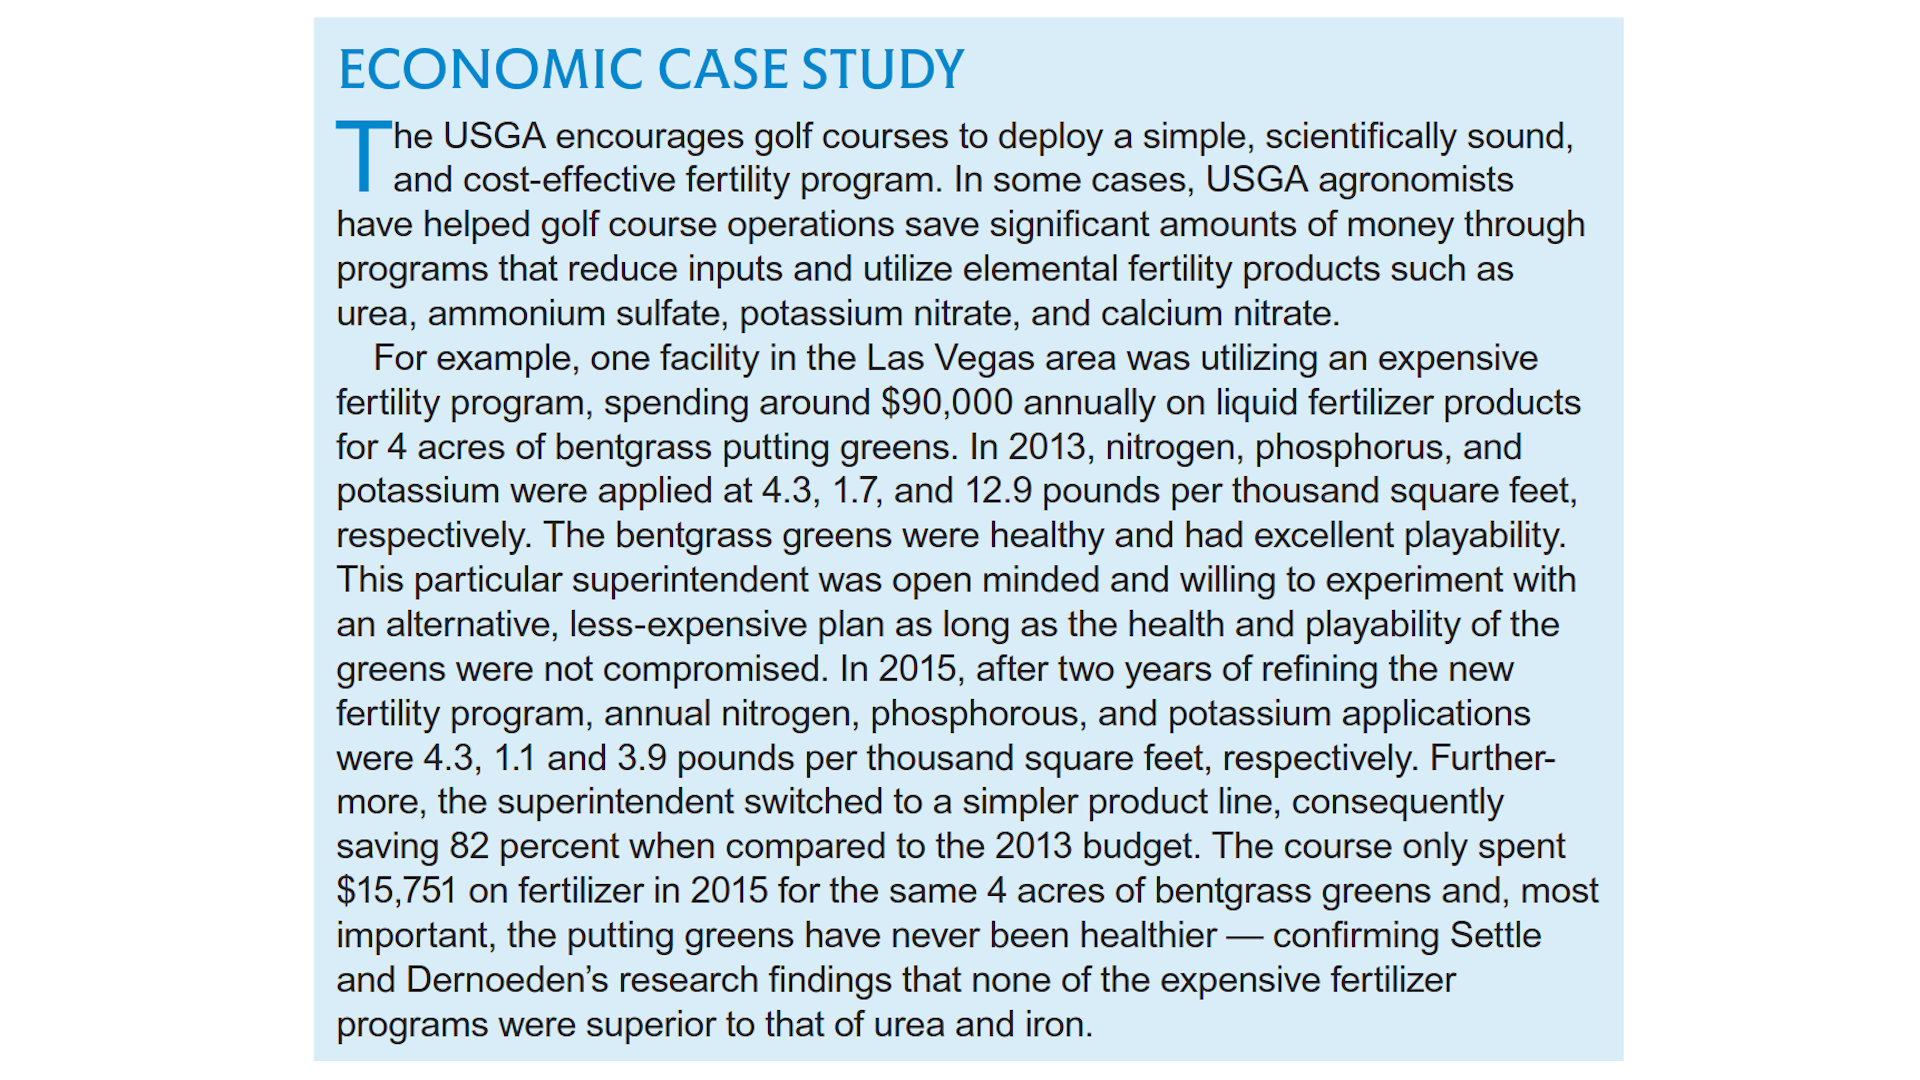 ECONOMIC CASE STUDY
The USGA encourages golf courses to deploy a simple, scientifically sound,
and cost-effective fertility program. In some cases, USGA agronomists
have helped golf course operations save significant amounts of money through
programs that reduce inputs and utilize elemental fertility products such as
urea, ammonium sulfate, potassium nitrate, and calcium nitrate.
For example, one facility in the Las Vegas area was utilizing an expensive
fertility program, spending around $90,000 annually on liquid fertilizer products
for 4 acres of bentgrass putting greens. In 2013, nitrogen, phosphorus, and
potassium were applied at 4.3, 1.7, and 12.9 pounds per thousand square feet,
respectively. The bentgrass greens were healthy and had excellent playability.
This particular superintendent was open minded and willing to experiment with
an alternative, less-expensive plan as long as the health and playability of the
greens were not compromised. In 2015, after two years of refining the new
fertility program, annual nitrogen, phosphorous, and potassium applications
were 4.3, 1.1 and 3.9 pounds per thousand square feet, respectively. Further-
more, the superintendent switched to a simpler product line, consequently
saving 82 percent when compared to the 2013 budget. The course only spent
$15,751 on fertilizer in 2015 for the same 4 acres of bentgrass greens and, most
important, the putting greens have never been healthier — confirming Settle
and Dernoeden’s research findings that none of the expensive fertilizer
programs were superior to that of urea and iron.